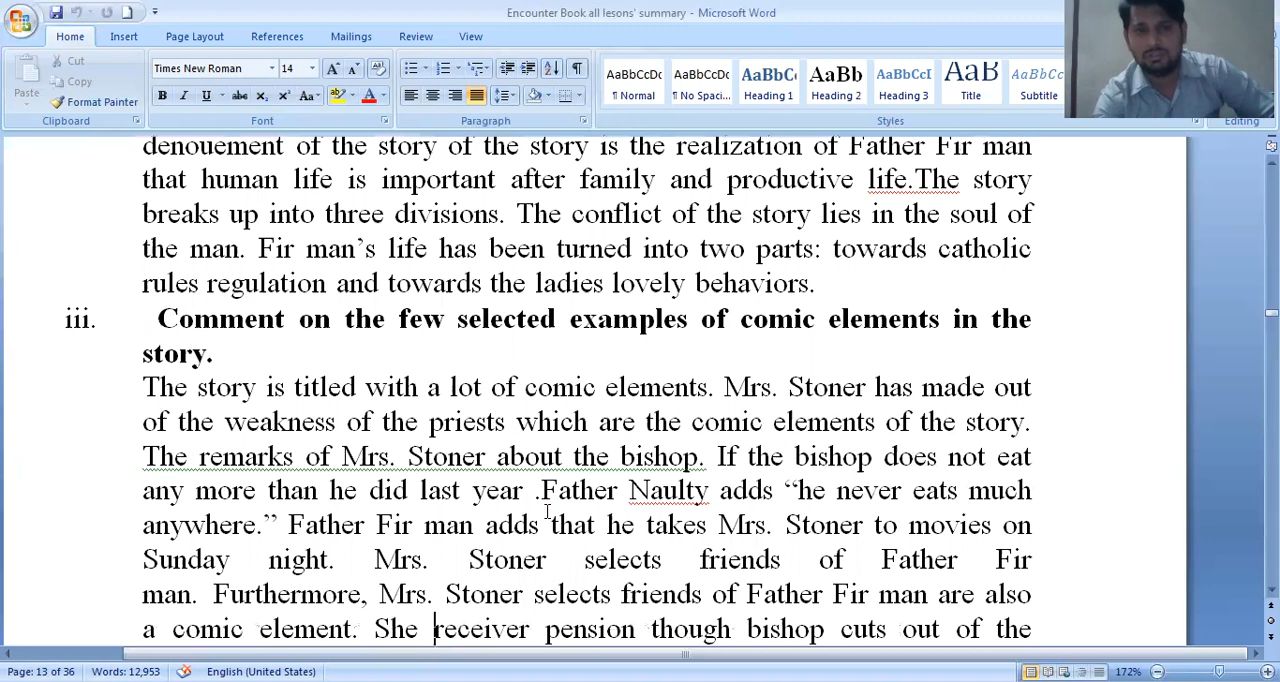 Encounter Book all lesons' summary - Microsoft Word
Home Insert Page Layout References Mailings Review View
Cut
Copy
Paste
Format Painter
Clipboard
Times New Roman 14
Font
Paragraph
AaBbCcDc AaBbCcDc AaBbC AaBb AaBbCcI AaB AaBbCcL
¶ Normal ¶ No Spaci... Heading 1 Heading 2 Heading 3 Title Subtitle
Styles
Editing
denouement of the story of the story is the realization of Father Fir man
that human life is important after family and productive life.The story
breaks up into three divisions. The conflict of the story lies in the soul of
the man. Fir man's life has been turned into two parts: towards catholic
rules regulation and towards the ladies lovely behaviors.
iii. Comment on the few selected examples of comic elements in the
story.
The story is titled with a lot of comic elements. Mrs. Stoner has made out
of the weakness of the priests which are the comic elements of the story.
The remarks of Mrs. Stoner about the bishop. If the bishop does not eat
any more than he did last year .Father Naulty adds “he never eats much
anywhere.” Father Fir man adds that he takes Mrs. Stoner to movies on
Sunday night. Mrs. Stoner selects friends of Father Fir
man. Furthermore, Mrs. Stoner selects friends of Father Fir man are also
a comic element. She receiver pension though bishop cuts out of the
Page: 13 of 36 Words: 12,953 English (United States) 172%